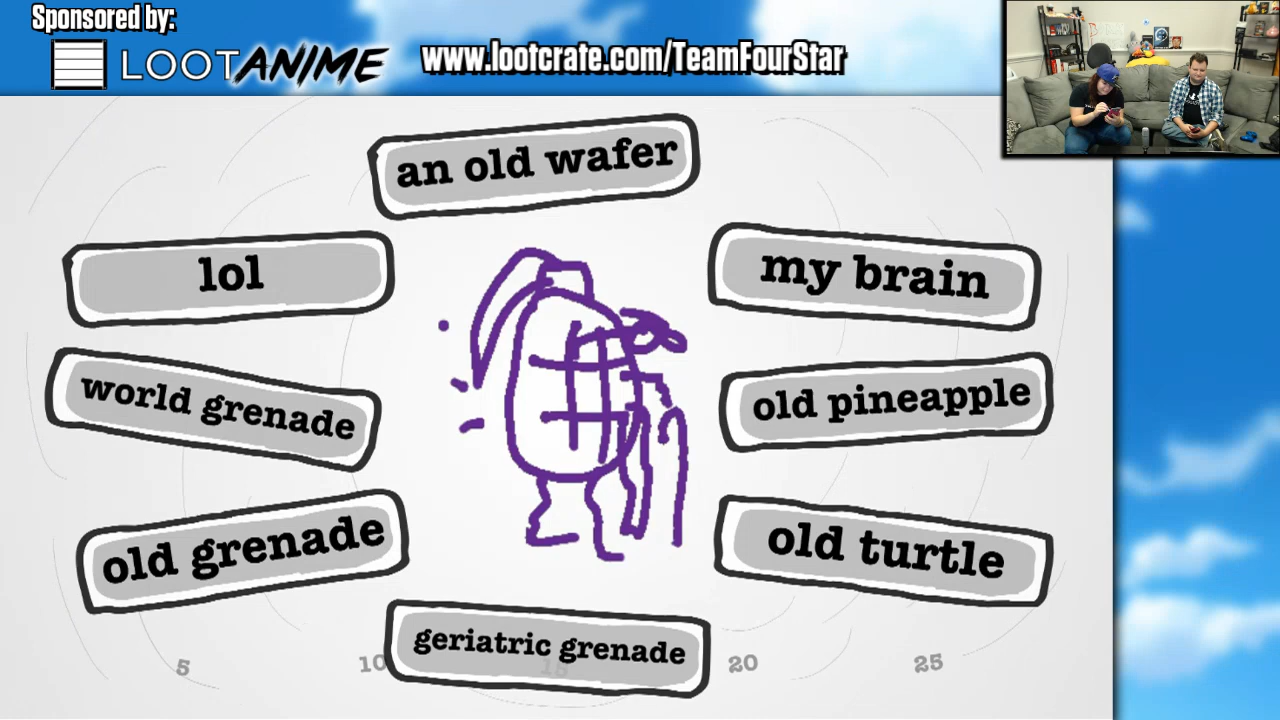 Sponsored by:
LOOTANIME
www.lootcrate.com/TeamFourStar
an old wafer
lol
my brain
world grenade
old pineapple
old grenade
old turtle
geriatric grenade
5
10
15
20
25